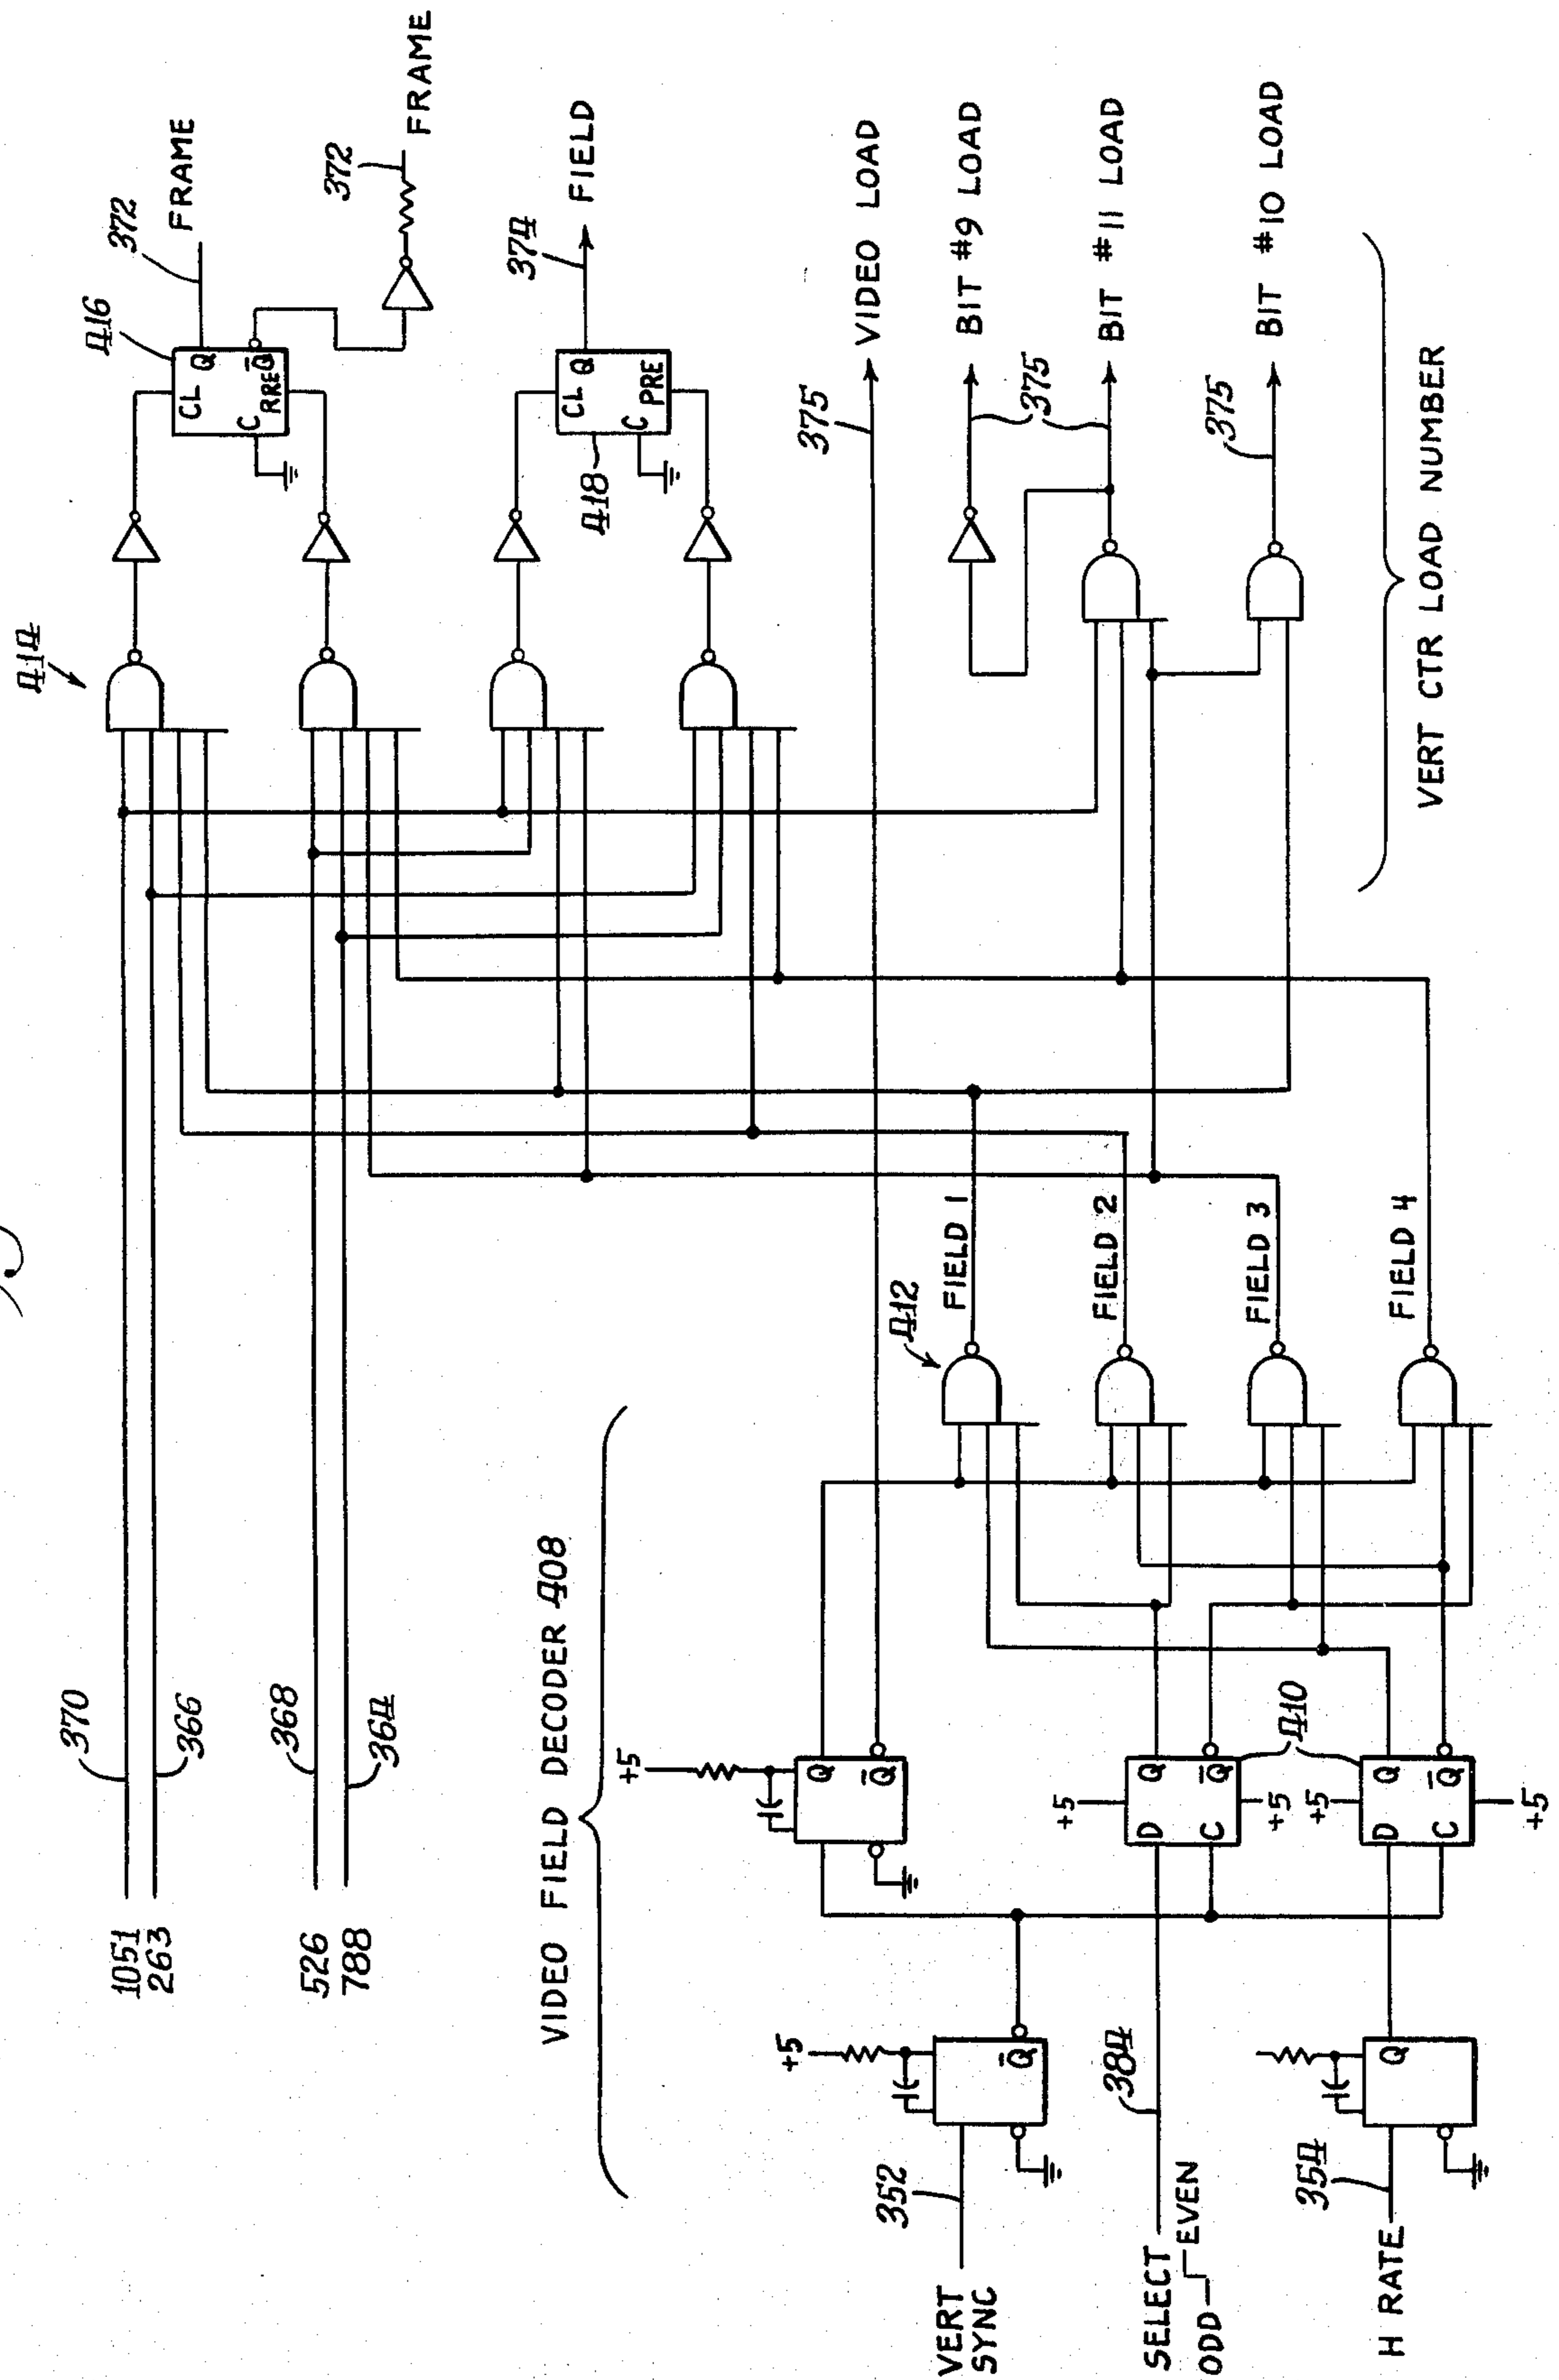 1051
263
526
788
370
366
368
364
414
416
CL Q
C RRE Q̅
372
FRAME
372
FRAME
418
CL Q
C PRE
374
FIELD
VIDEO FIELD DECODER 408
375
VIDEO LOAD
BIT #9 LOAD
375
BIT #11 LOAD
375
BIT #10 LOAD
VERT CTR LOAD NUMBER
412
FIELD 1
FIELD 2
FIELD 3
FIELD 4
+5
Q
Q̅
+5
D Q
C Q̅
+5
410
+5
D Q
C Q̅
+5
+5
Q̅
352
VERT
SYNC
384
SELECT
ODD EVEN
Q
354
H RATE